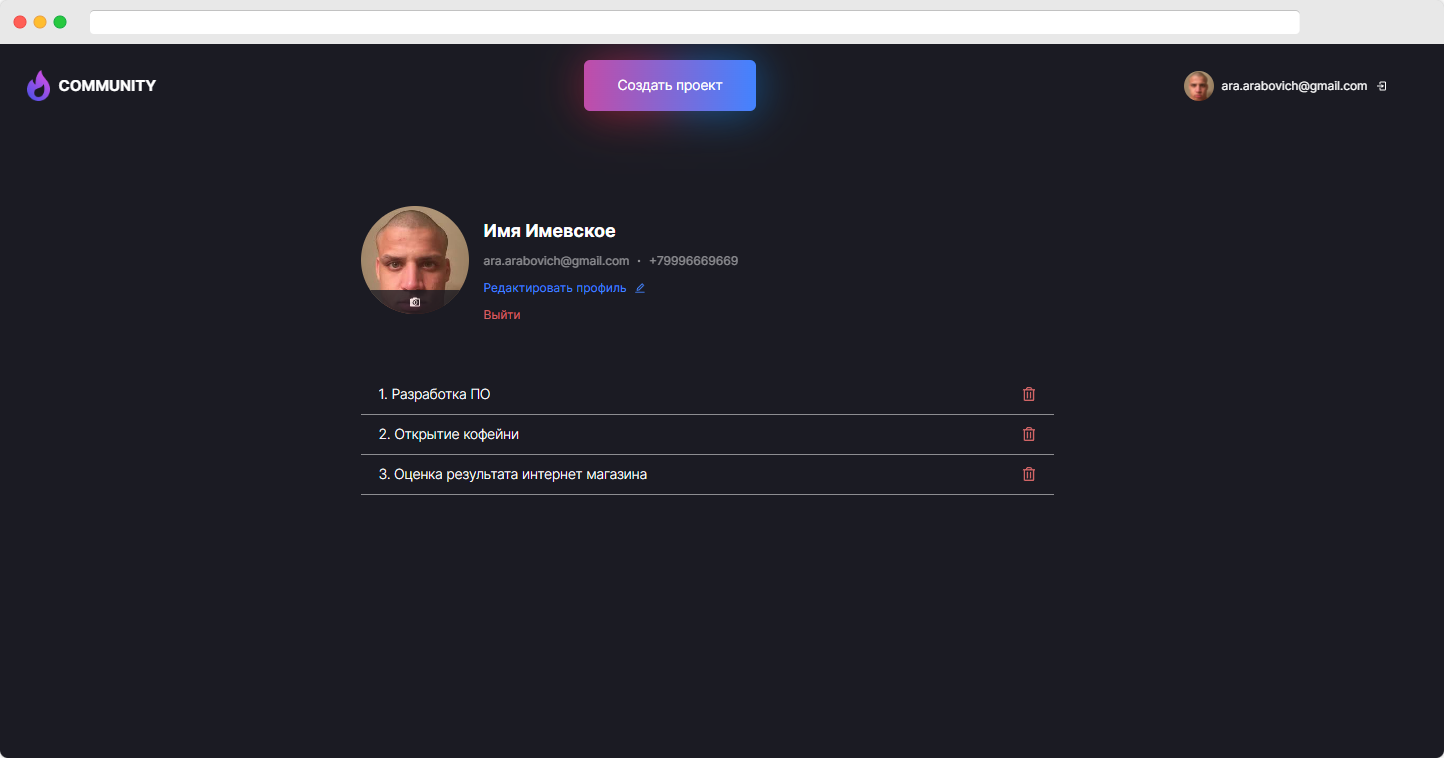 COMMUNITY
Создать проект
ara.arabovich@gmail.com
Имя Имевское
ara.arabovich@gmail.com · +79996669669
Редактировать профиль
Выйти
1. Разработка ПО
2. Открытие кофейни
3. Оценка результата интернет магазина